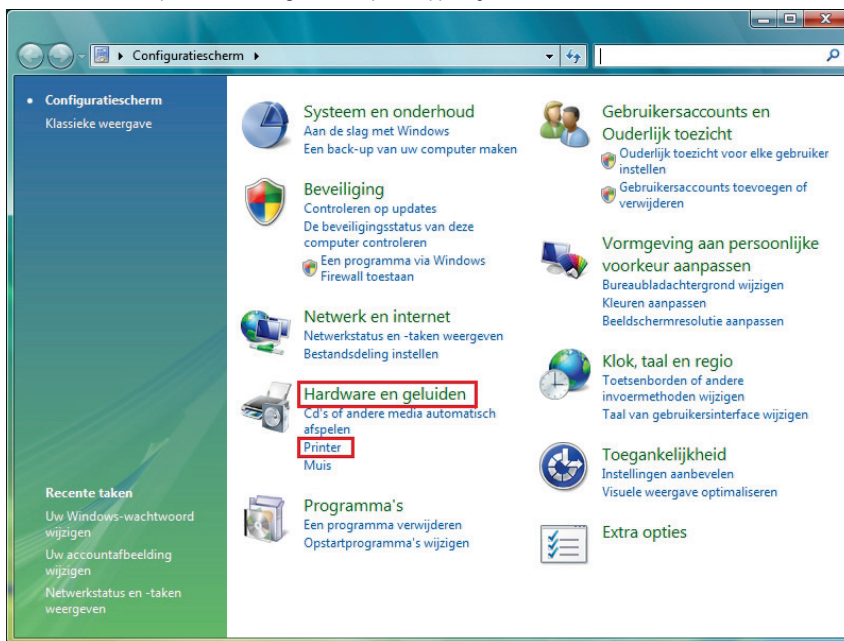 Configuratiescherm
Configuratiescherm
Klassieke weergave
Recente taken
Uw Windows-wachtwoord
wijzigen
Uw accountafbeelding
wijzigen
Netwerkstatus en -taken
weergeven
Systeem en onderhoud
Aan de slag met Windows
Een back-up van uw computer maken
Beveiliging
Controleren op updates
De beveiligingsstatus van deze
computer controleren
Een programma via Windows
Firewall toestaan
Netwerk en internet
Netwerkstatus en -taken weergeven
Bestandsdeling instellen
Hardware en geluiden
Cd's of andere media automatisch
afspelen
Printer
Muis
Programma's
Een programma verwijderen
Opstartprogramma's wijzigen
Gebruikersaccounts en
Ouderlijk toezicht
Ouderlijk toezicht voor elke gebruiker
instellen
Gebruikersaccounts toevoegen of
verwijderen
Vormgeving aan persoonlijke
voorkeur aanpassen
Bureaubladachtergrond wijzigen
Kleuren aanpassen
Beeldschermresolutie aanpassen
Klok, taal en regio
Toetsenborden of andere
invoermethoden wijzigen
Taal van gebruikersinterface wijzigen
Toegankelijkheid
Instellingen aanbevelen
Visuele weergave optimaliseren
Extra opties